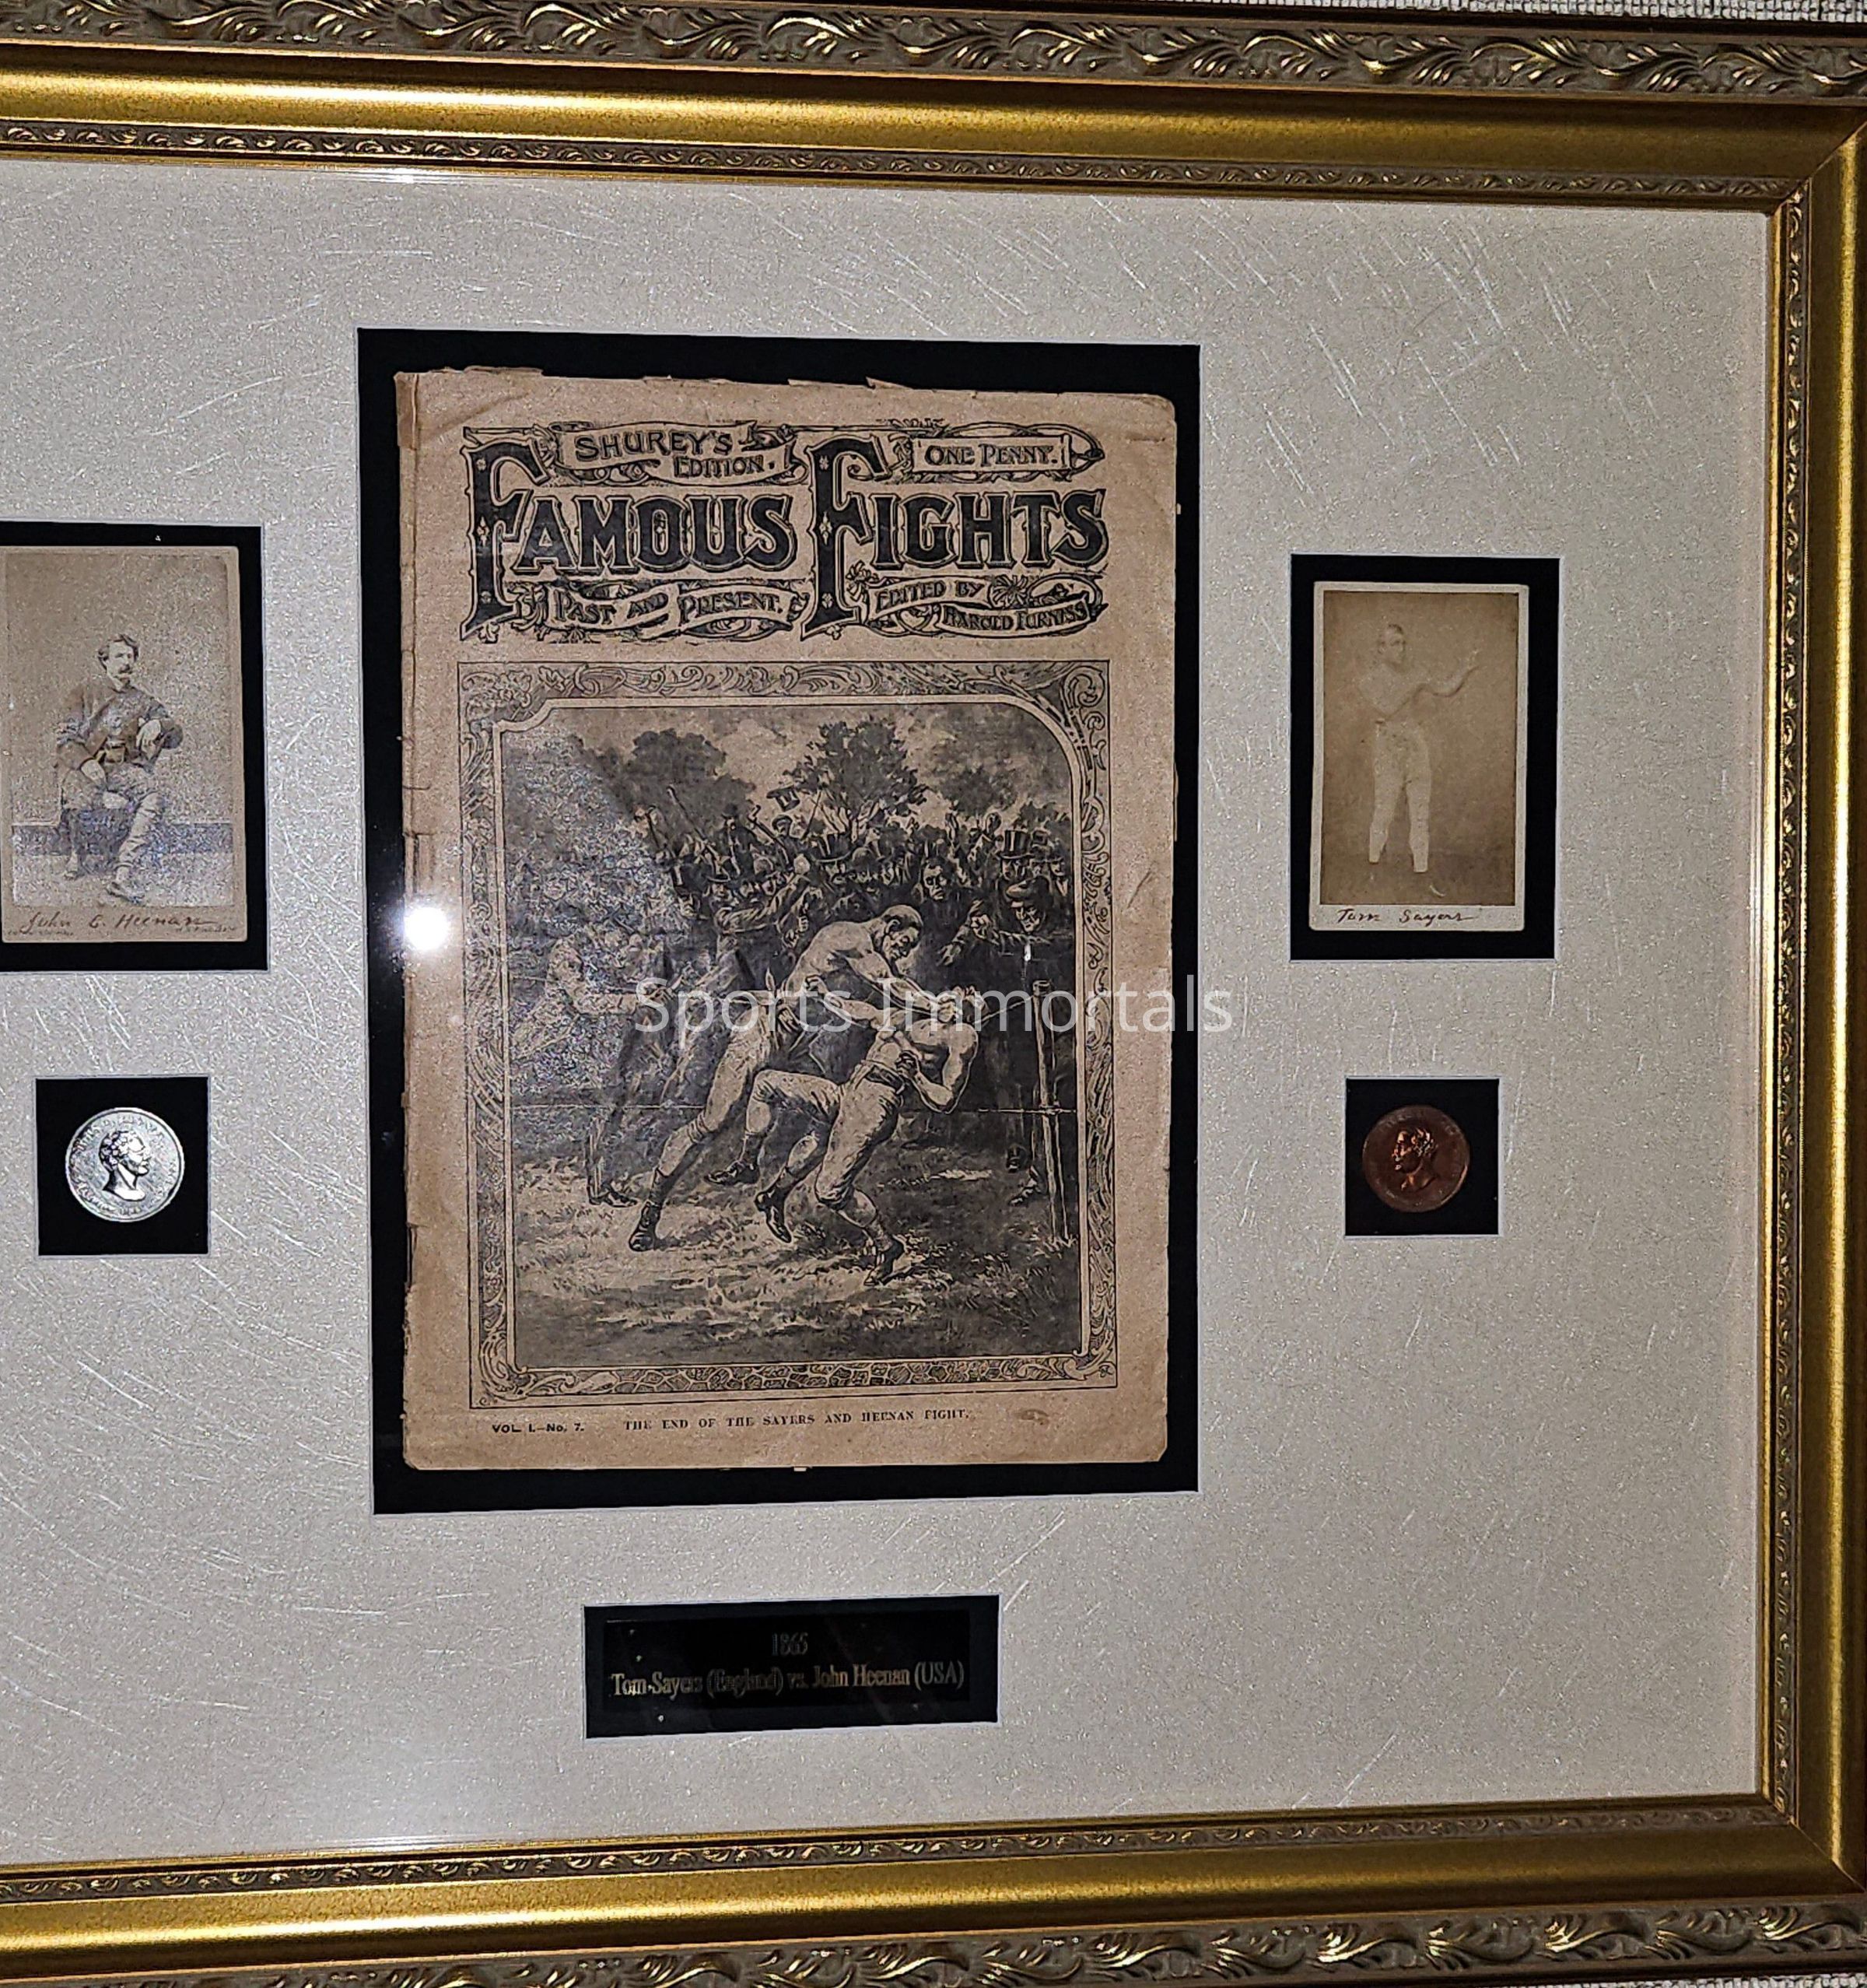 SHUREY'S
EDITION.
ONE PENNY.
FAMOUS FIGHTS
PAST AND PRESENT.
EDITED BY
HAROLD FURNISS
John C. Heenan
Tom Sayers
Sports Immortals
VOL. I.—No. 7. THE END OF THE SAYERS AND HEENAN FIGHT.
1865
Tom Sayers (England) vs. John Heenan (USA)